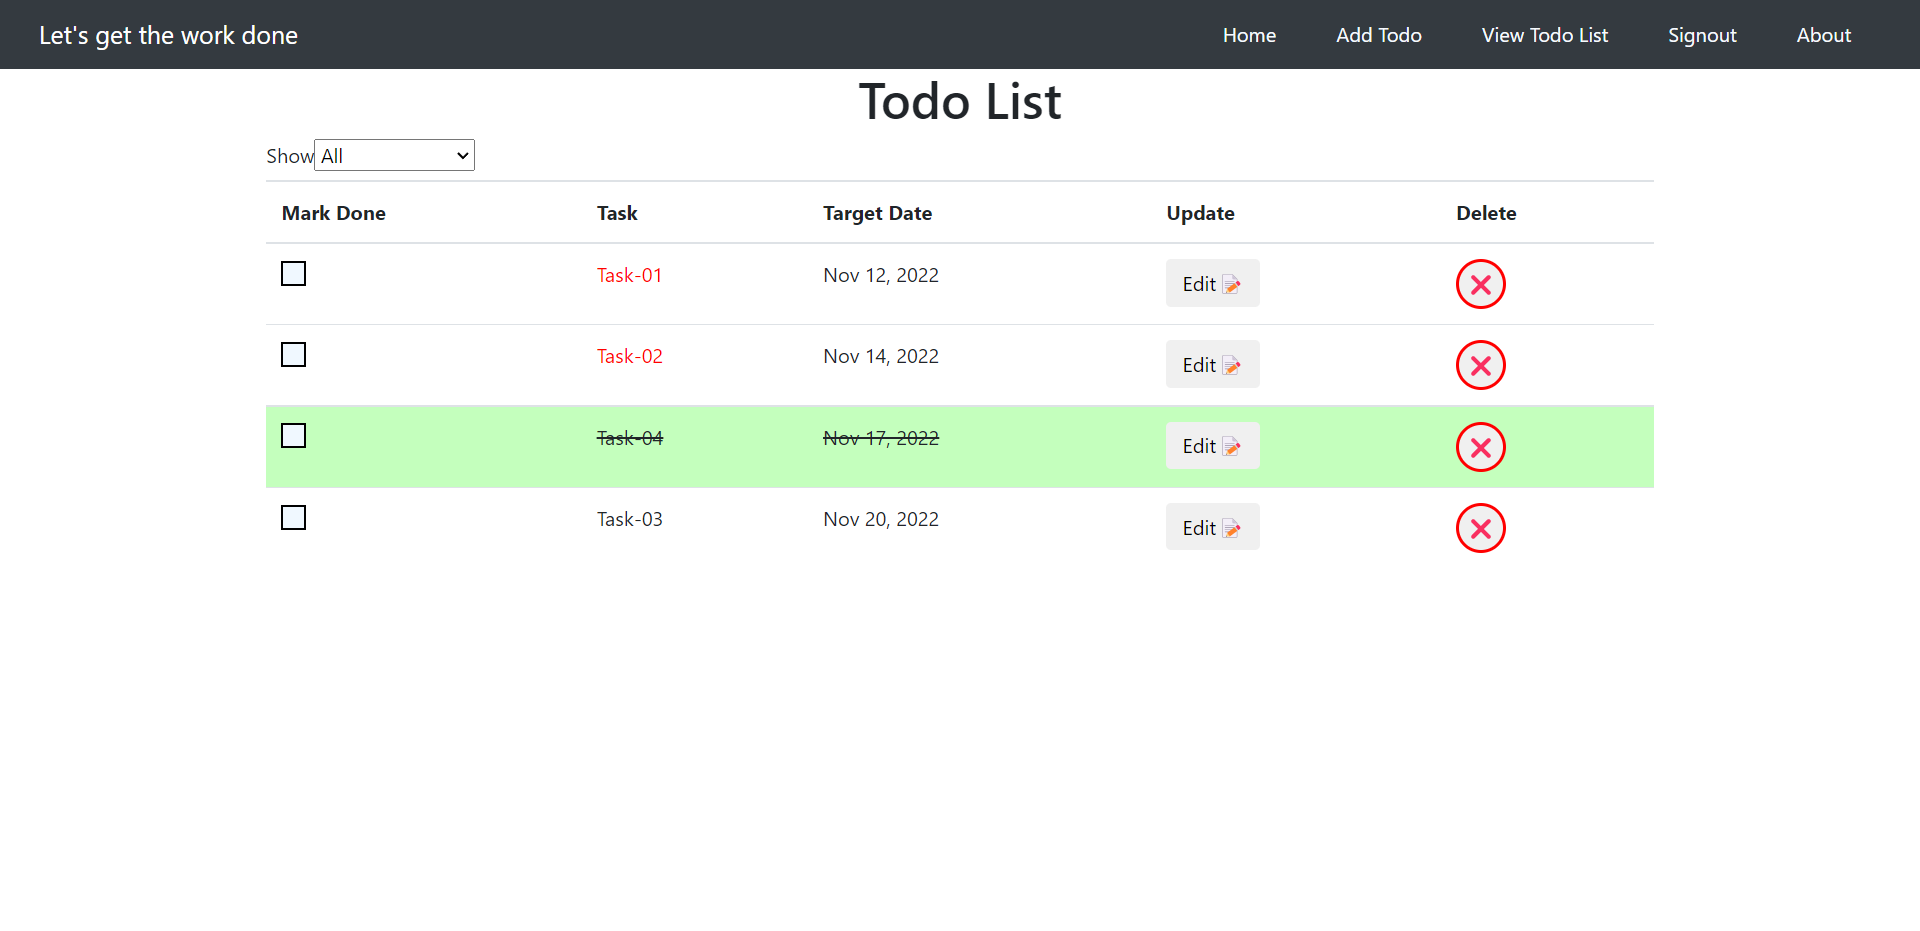 Let's get the work done Home Add Todo View Todo List Signout About
Todo List
Show All
Mark Done Task Target Date Update Delete
Task-01 Nov 12, 2022 Edit
Task-02 Nov 14, 2022 Edit
Task-04 Nov 17, 2022 Edit
Task-03 Nov 20, 2022 Edit